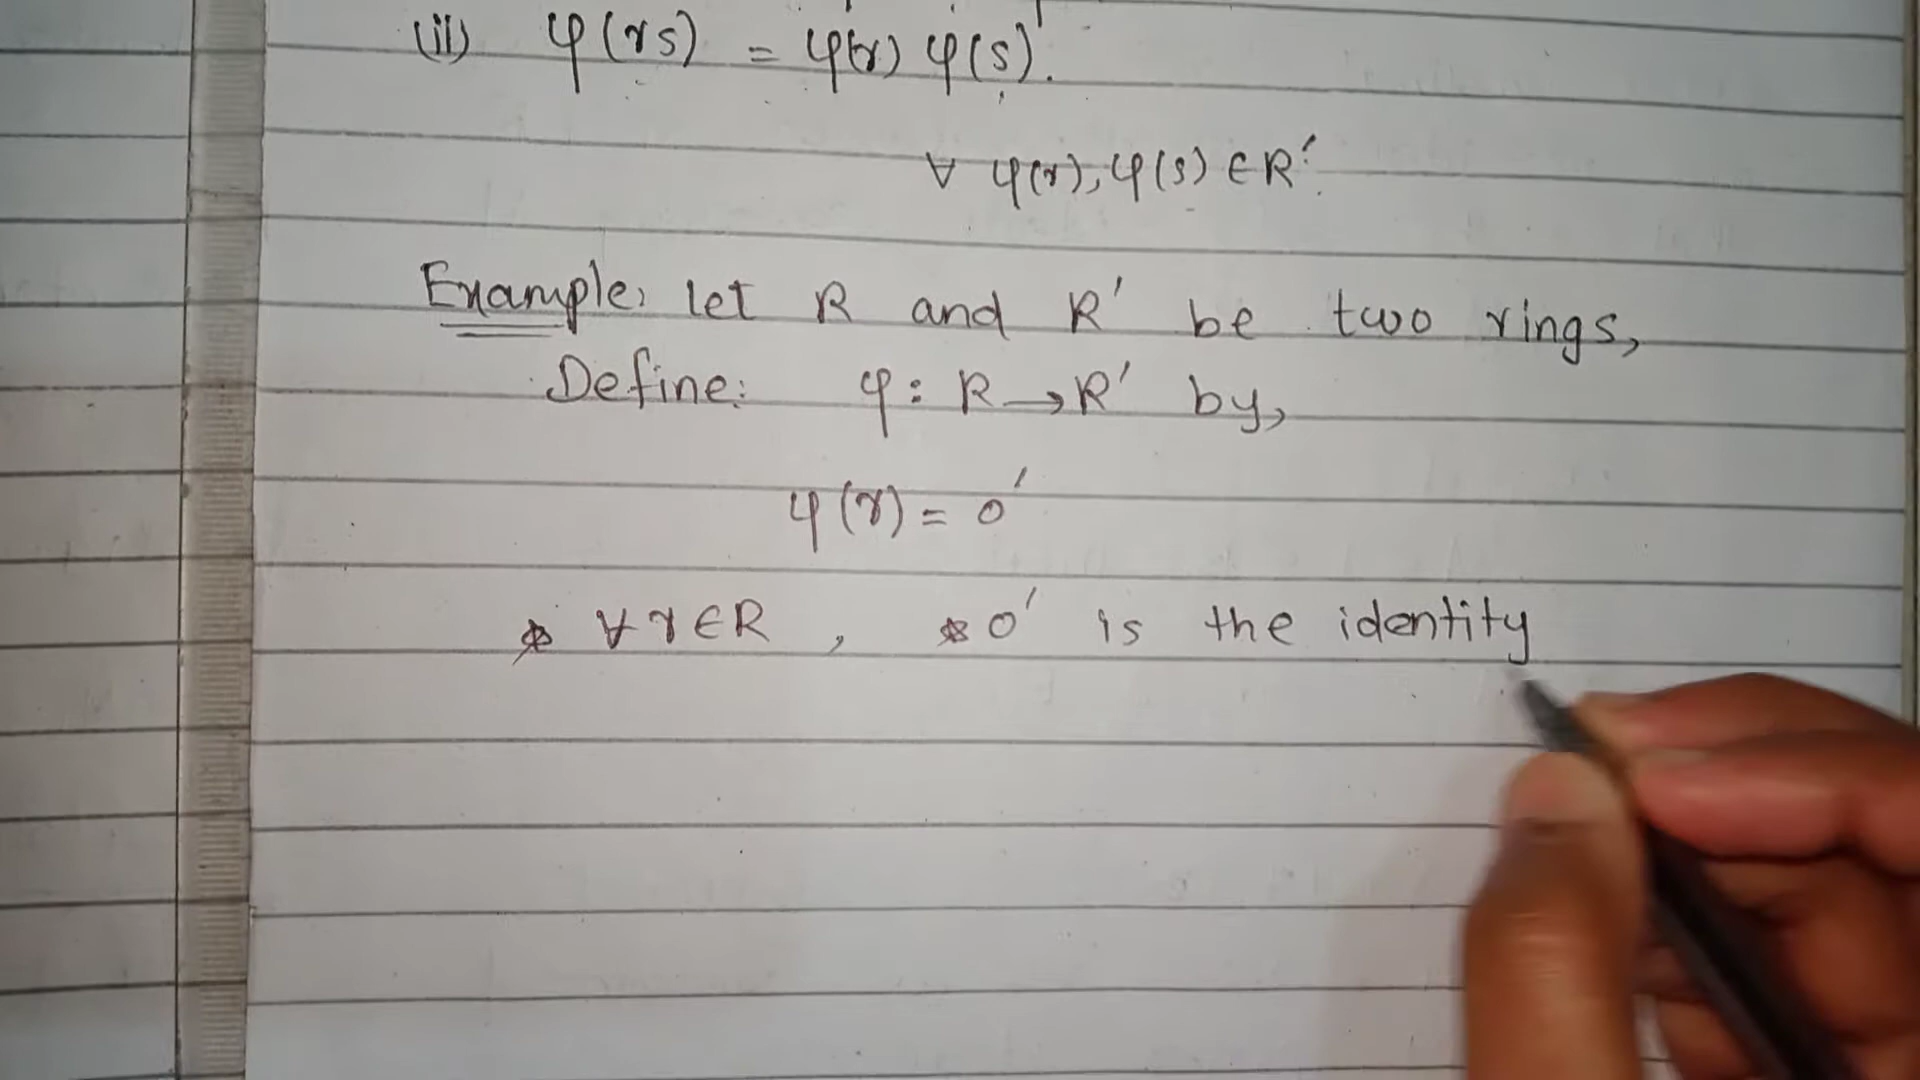 (ii) φ(rs) = φ(r) φ(s).
∀ φ(r), φ(s) ∈ R'.
Example: let R and R' be two rings,
Define: φ: R → R' by,
φ(r) = 0'
∀ r ∈ R , 0' is the identity